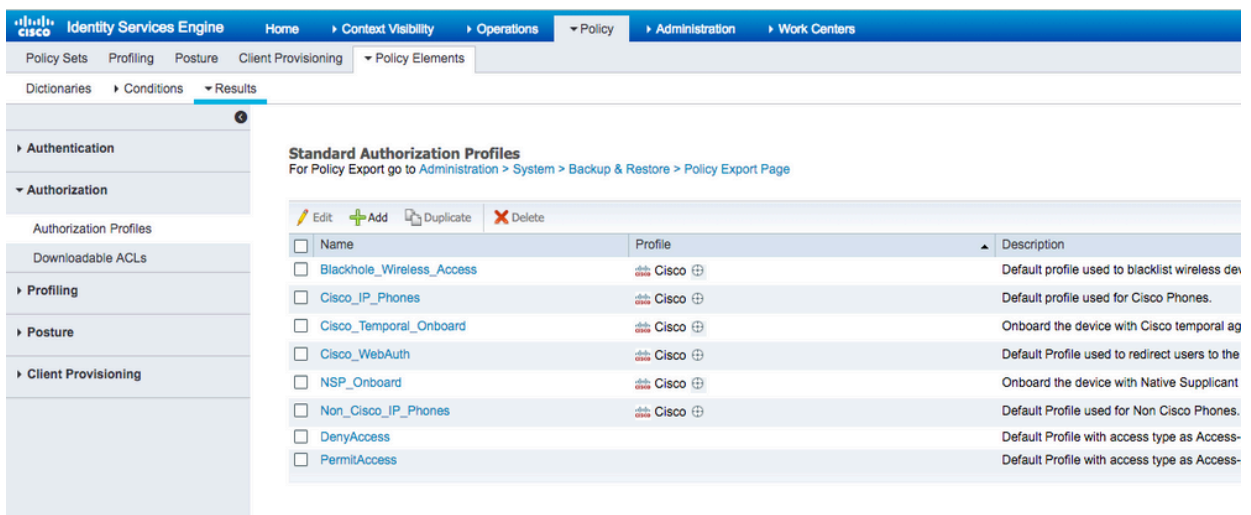 cisco Identity Services Engine Home Context Visibility Operations Policy Administration Work Centers
Policy Sets Profiling Posture Client Provisioning Policy Elements
Dictionaries Conditions Results
Authentication
Authorization
Authorization Profiles
Downloadable ACLs
Profiling
Posture
Client Provisioning
Standard Authorization Profiles
For Policy Export go to Administration > System > Backup & Restore > Policy Export Page
Edit Add Duplicate Delete
Name Profile Description
Blackhole_Wireless_Access Cisco Default profile used to blacklist wireless dev
Cisco_IP_Phones Cisco Default profile used for Cisco Phones.
Cisco_Temporal_Onboard Cisco Onboard the device with Cisco temporal ag
Cisco_WebAuth Cisco Default Profile used to redirect users to the
NSP_Onboard Cisco Onboard the device with Native Supplicant
Non_Cisco_IP_Phones Cisco Default Profile used for Non Cisco Phones.
DenyAccess Default Profile with access type as Access-
PermitAccess Default Profile with access type as Access-